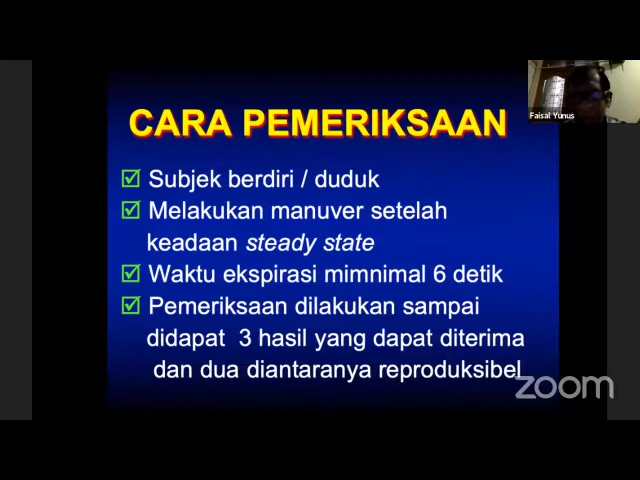 Faisal Yunus
CARA PEMERIKSAAN
Subjek berdiri / duduk
Melakukan manuver setelah
keadaan steady state
Waktu ekspirasi mimnimal 6 detik
Pemeriksaan dilakukan sampai
didapat 3 hasil yang dapat diterima
dan dua diantaranya reproduksibel
zoom